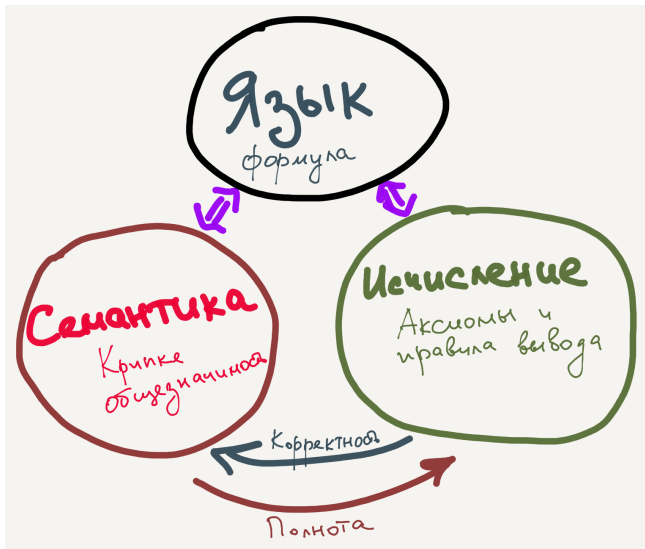 Язык
формула
Семантика
Крипке
общезначимость
Исчисление
Аксиомы и
правила вывода
Корректность
Полнота